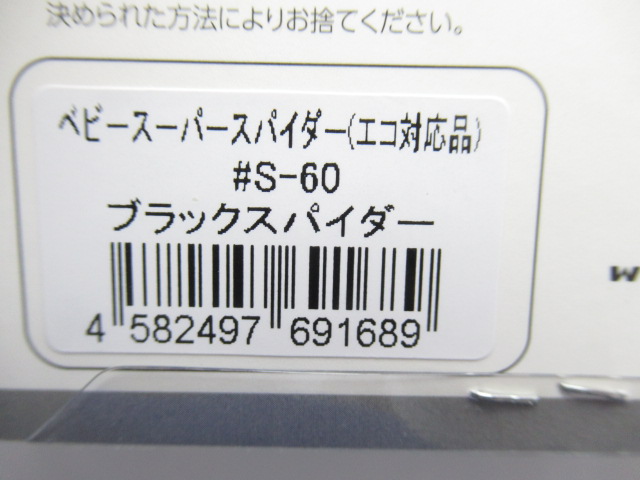 決められた方法によりお捨てください。
ベビースーパースパイダー(エコ対応品)
#S-60
ブラックスパイダー
4 582497 691689